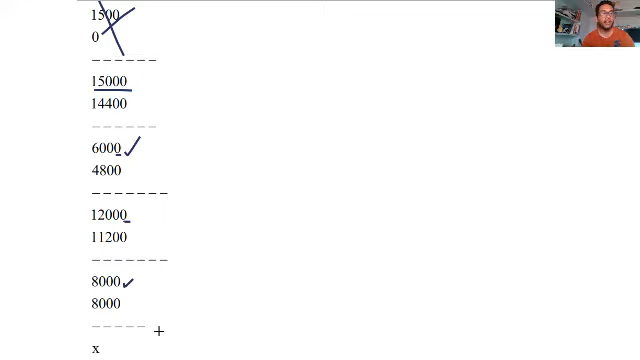 1500
0
– – – – – –
15000
14400
– – – – – –
6000
4800
– – – – – – –
12000
11200
– – – – – – –
8000
8000
– – – – – +
x